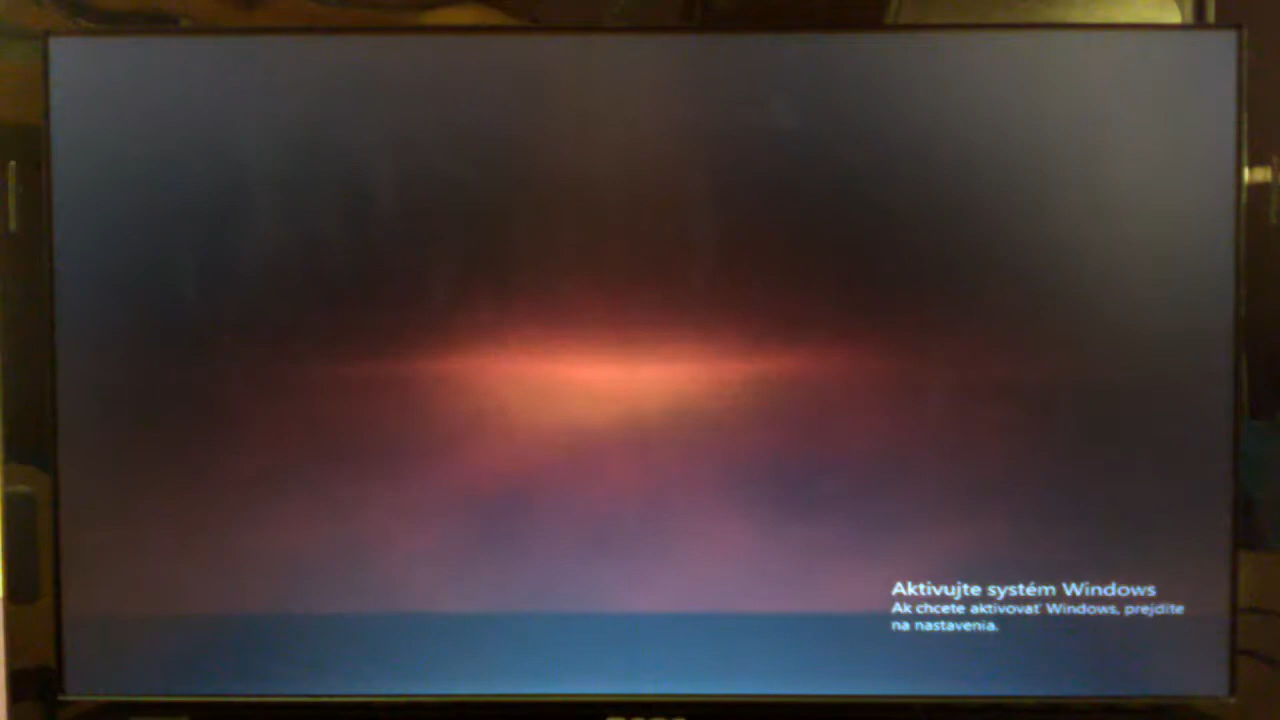 Aktivujte systém Windows
Ak chcete aktivovať Windows, prejdite
na nastavenia.